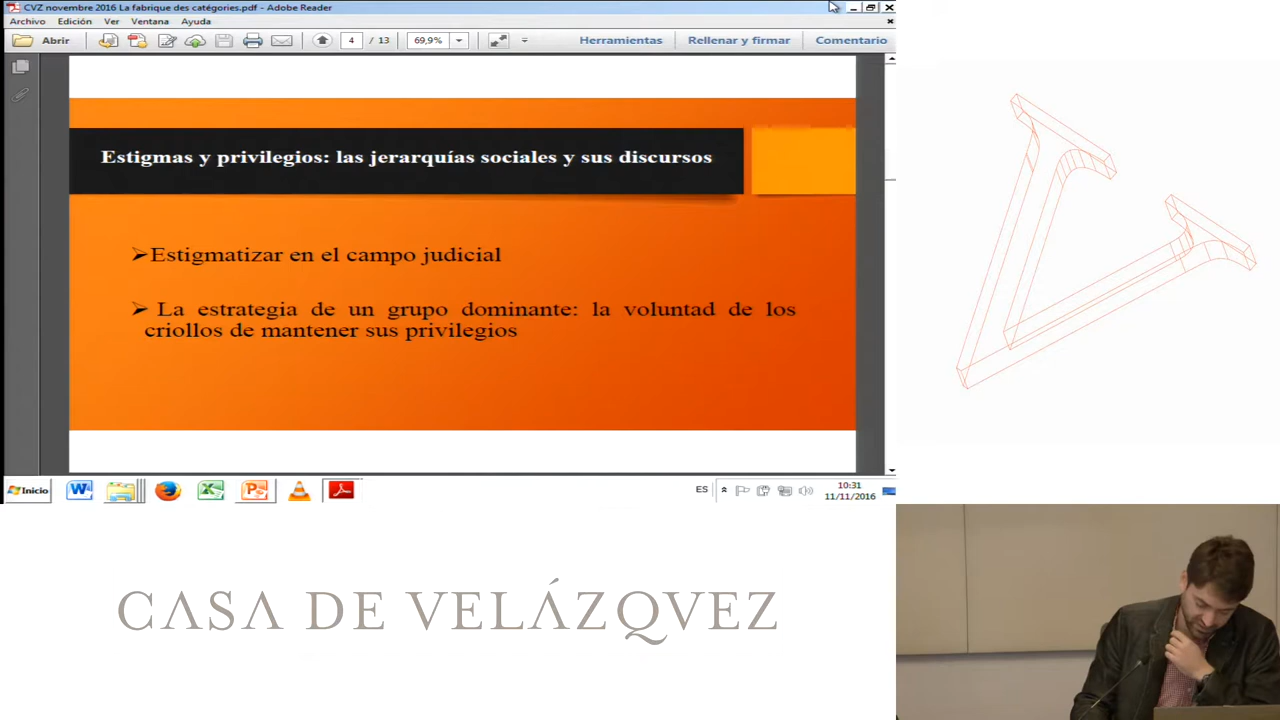 CVZ novembre 2016 La fabrique des catégories.pdf - Adobe Reader
Archivo Edición Ver Ventana Ayuda
Abrir 4 / 13 69,9% Herramientas Rellenar y firmar Comentario
Estigmas y privilegios: las jerarquías sociales y sus discursos
➢Estigmatizar en el campo judicial
➢ La estrategia de un grupo dominante: la voluntad de los
criollos de mantener sus privilegios
Inicio ES 10:31
11/11/2016
CASA DE VELÁZQVEZ